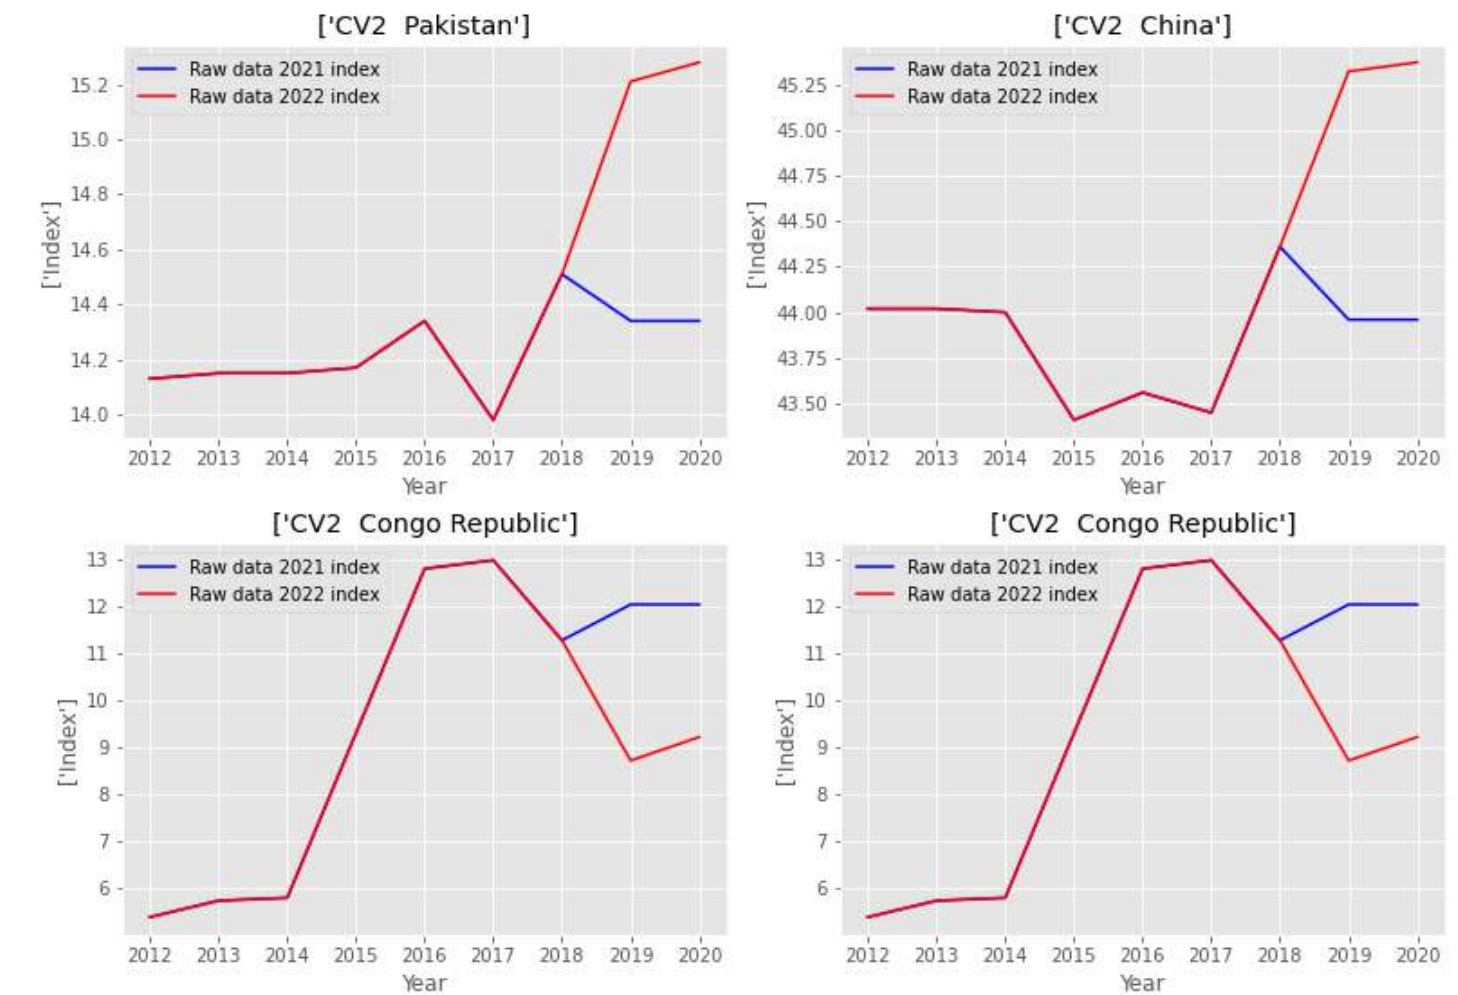 ['CV2  Pakistan']
Raw data 2021 index
Raw data 2022 index
15.2
15.0
14.8
14.6
14.4
14.2
14.0
['Index']
2012 2013 2014 2015 2016 2017 2018 2019 2020
Year
['CV2  China']
Raw data 2021 index
Raw data 2022 index
45.25
45.00
44.75
44.50
44.25
44.00
43.75
43.50
['Index']
2012 2013 2014 2015 2016 2017 2018 2019 2020
Year
['CV2  Congo Republic']
Raw data 2021 index
Raw data 2022 index
13
12
11
10
9
8
7
6
['Index']
2012 2013 2014 2015 2016 2017 2018 2019 2020
Year
['CV2  Congo Republic']
Raw data 2021 index
Raw data 2022 index
13
12
11
10
9
8
7
6
['Index']
2012 2013 2014 2015 2016 2017 2018 2019 2020
Year